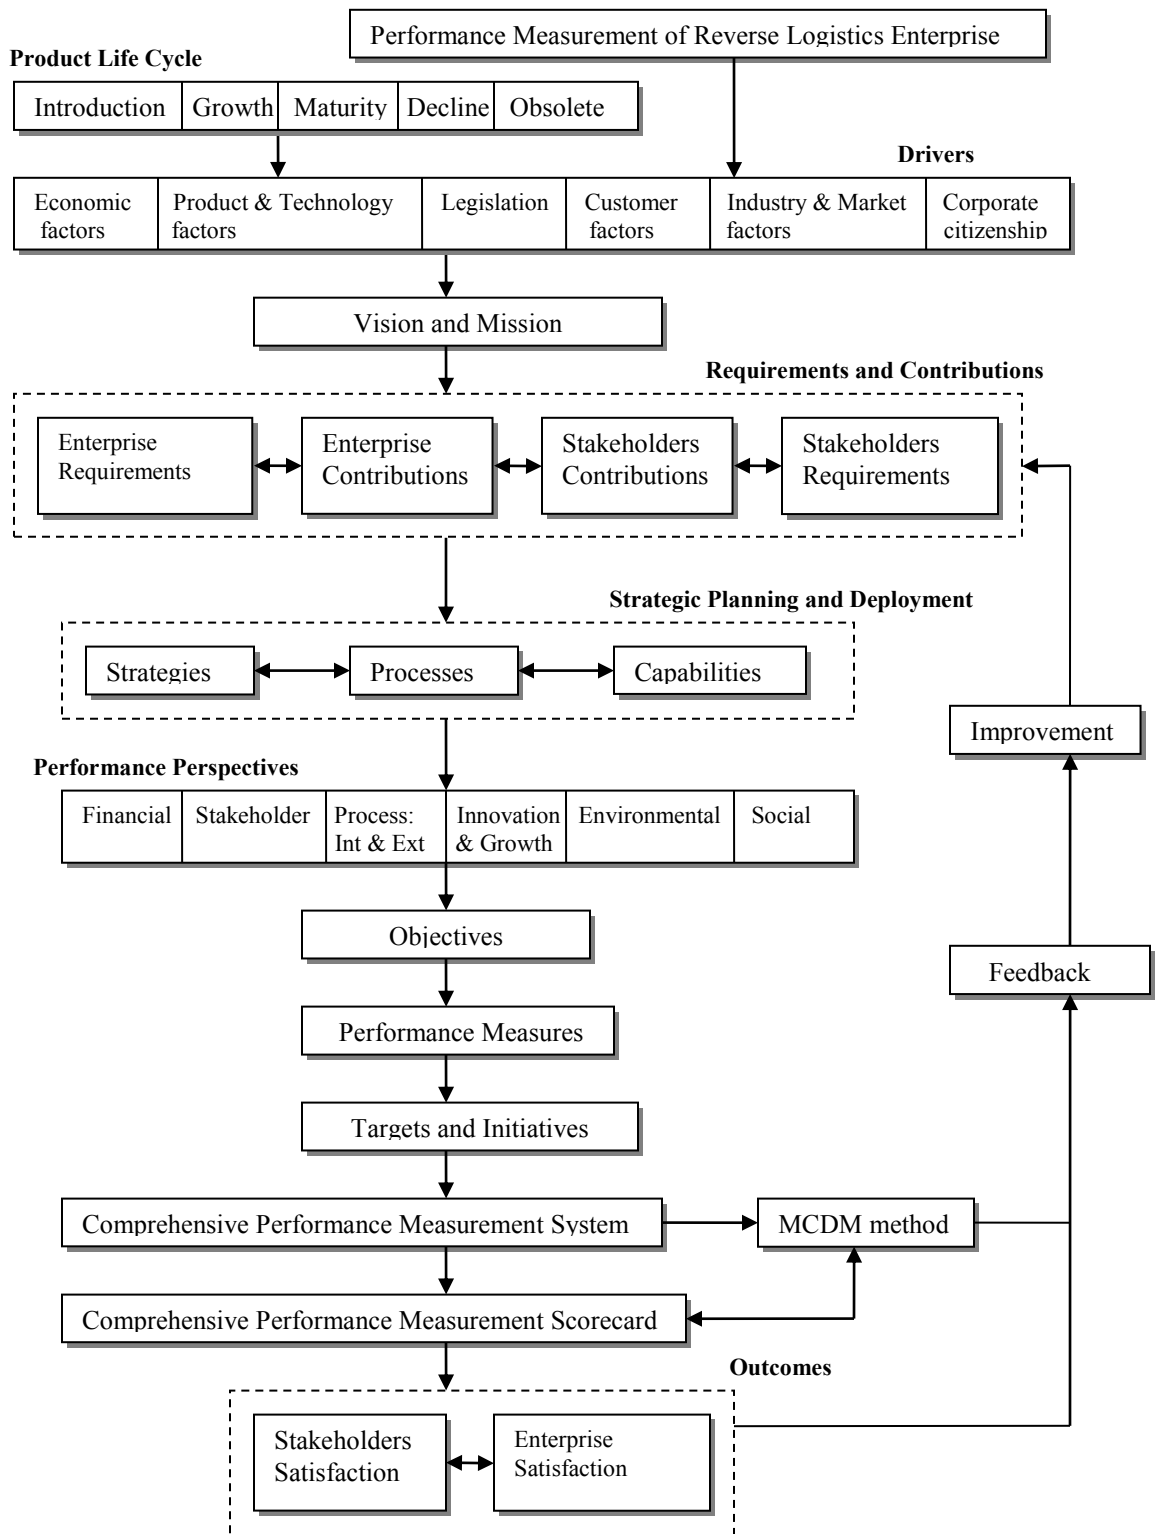 Performance Measurement of Reverse Logistics Enterprise
Product Life Cycle
Introduction Growth Maturity Decline Obsolete
Drivers
Economic factors
Product & Technology factors
Legislation
Customer factors
Industry & Market factors
Corporate citizenship
Vision and Mission
Requirements and Contributions
Enterprise
Requirements
Enterprise
Contributions
Stakeholders
Contributions
Stakeholders
Requirements
Strategic Planning and Deployment
Strategies
Processes
Capabilities
Improvement
Performance Perspectives
Financial
Stakeholder
Process:
Int & Ext
Innovation
& Growth
Environmental
Social
Objectives
Feedback
Performance Measures
Targets and Initiatives
Comprehensive Performance Measurement System
MCDM method
Comprehensive Performance Measurement Scorecard
Outcomes
Stakeholders
Satisfaction
Enterprise
Satisfaction